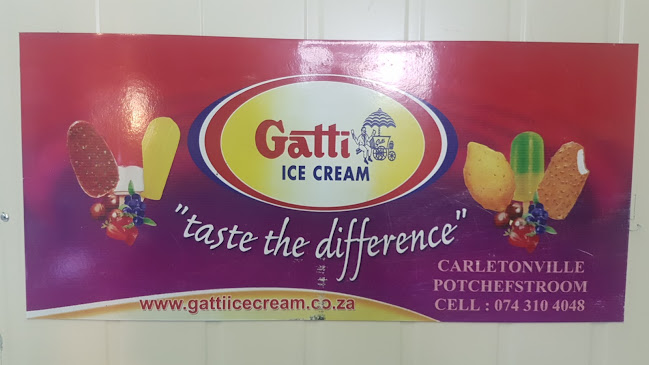 Gatti
ICE CREAM
"taste the difference"
CARLETONVILLE
POTCHEFSTROOM
CELL : 074 310 4048
www.gattiicecream.co.za